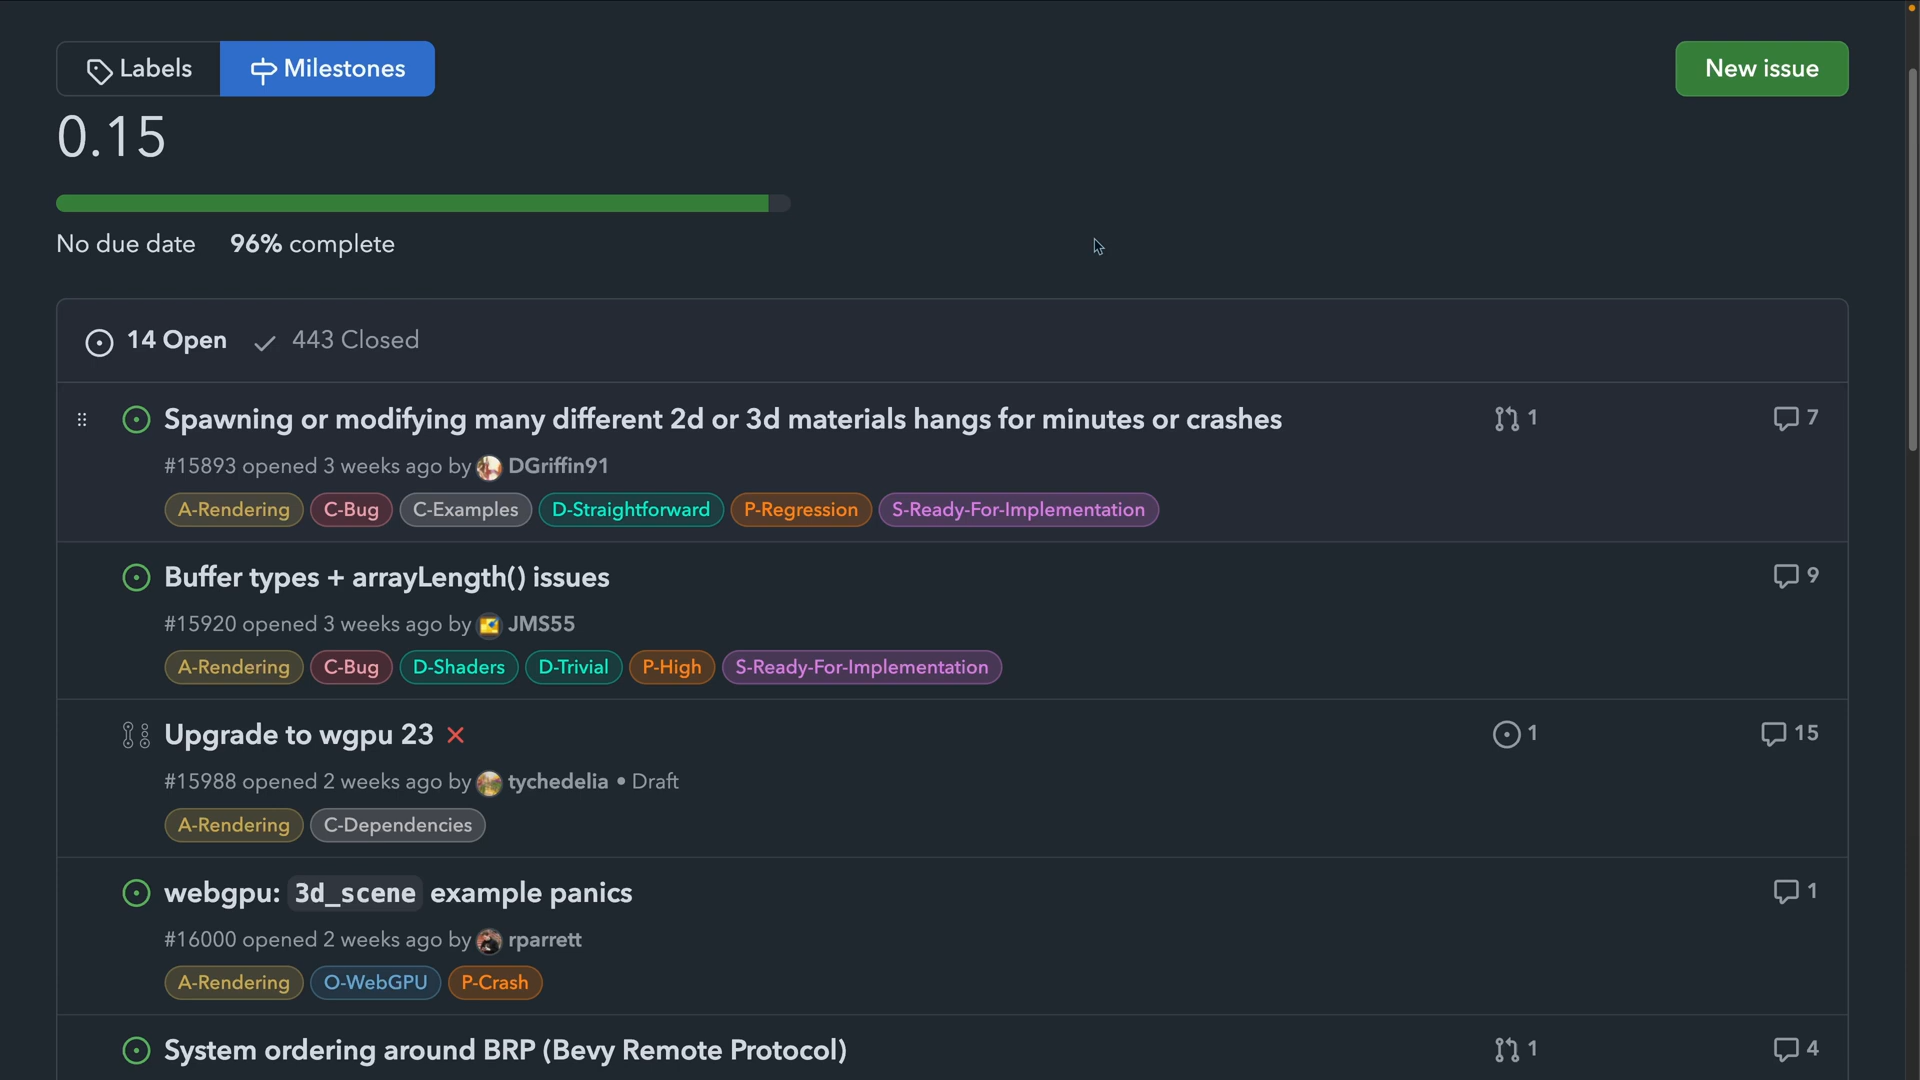 Labels Milestones New issue
0.15
No due date 96% complete
14 Open 443 Closed
Spawning or modifying many different 2d or 3d materials hangs for minutes or crashes 1 7
#15893 opened 3 weeks ago by DGriffin91
A-Rendering C-Bug C-Examples D-Straightforward P-Regression S-Ready-For-Implementation
Buffer types + arrayLength() issues 9
#15920 opened 3 weeks ago by JMS55
A-Rendering C-Bug D-Shaders D-Trivial P-High S-Ready-For-Implementation
Upgrade to wgpu 23 1 15
#15988 opened 2 weeks ago by tychedelia • Draft
A-Rendering C-Dependencies
webgpu: 3d_scene example panics 1
#16000 opened 2 weeks ago by rparrett
A-Rendering O-WebGPU P-Crash
System ordering around BRP (Bevy Remote Protocol) 1 4